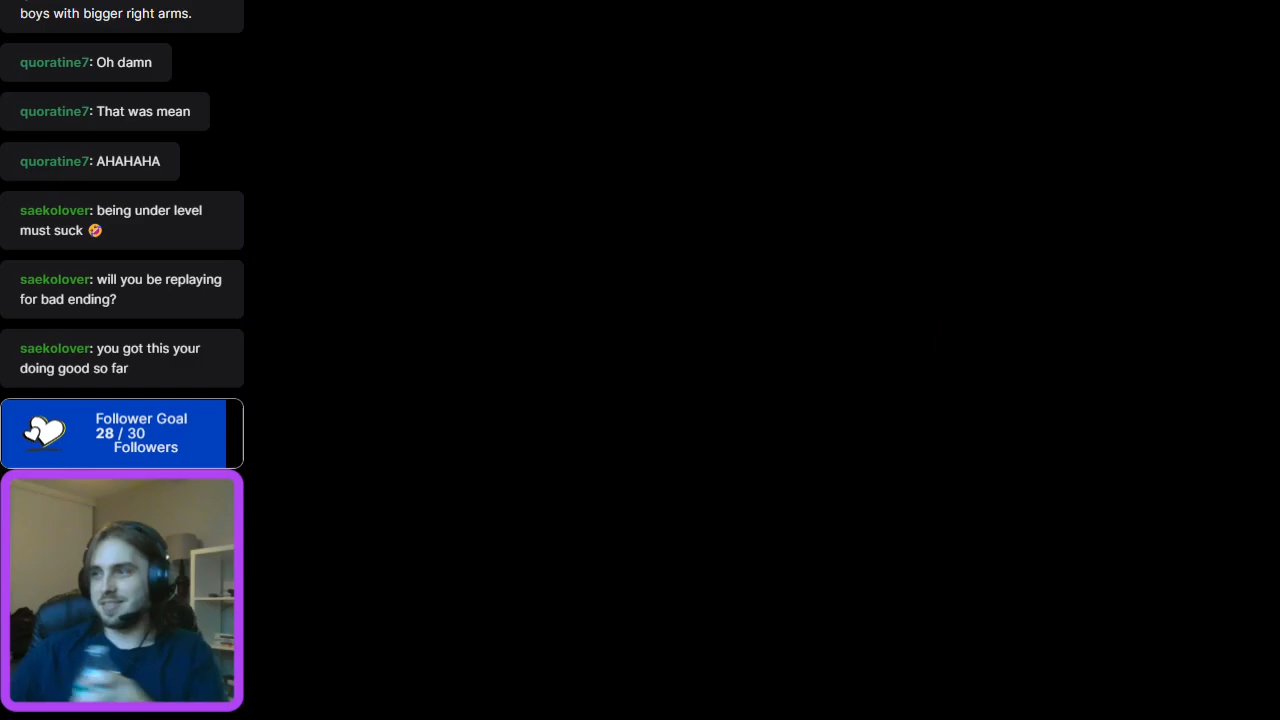 boys with bigger right arms.
quoratine7: Oh damn
quoratine7: That was mean
quoratine7: AHAHAHA
saekolover: being under level
must suck 🤣
saekolover: will you be replaying
for bad ending?
saekolover: you got this your
doing good so far
Follower Goal
28 / 30
Followers